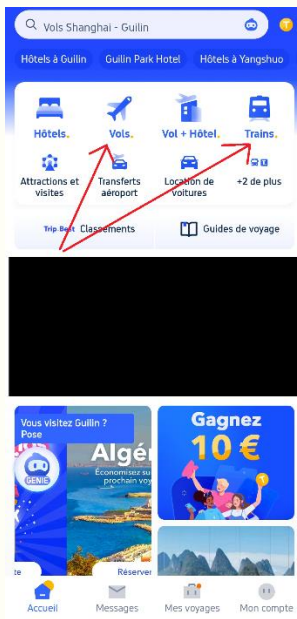 Vols Shanghai - Guilin
Hôtels à Guilin Guilin Park Hotel Hôtels à Yangshuo
Hôtels. Vols. Vol + Hôtel. Trains.
Attractions et visites
Transferts aéroport
Location de voitures
+2 de plus
Trip.Best Classements
Guides de voyage
Vous visitez Guilin ?
Pose
GENIE
Algé
Économisez su
prochain voy
Réserver
Gagnez
10 €
Accueil Messages Mes voyages Mon compte